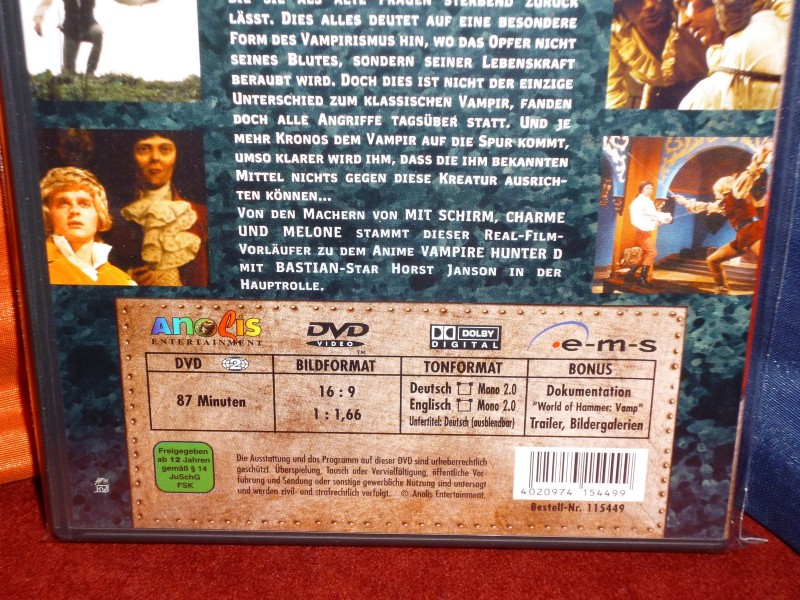 DIE SIE ALS ALTE FRAUEN STERBEND ZURÜCK
LÄSST. DIES ALLES DEUTET AUF EINE BESONDERE
FORM DES VAMPIRISMUS HIN, WO DAS OPFER NICHT
SEINES BLUTES, SONDERN SEINER LEBENSKRAFT
BERAUBT WIRD. DOCH DIES IST NICHT DER EINZIGE
UNTERSCHIED ZUM KLASSISCHEN VAMPIR, FANDEN
DOCH ALLE ANGRIFFE TAGSÜBER STATT. UND JE
MEHR KRONOS DEM VAMPIR AUF DIE SPUR KOMMT,
UMSO KLARER WIRD IHM, DASS DIE IHM BEKANNTEN
MITTEL NICHTS GEGEN DIESE KREATUR AUSRICH-
TEN KÖNNEN...
VON DEN MACHERN VON MIT SCHIRM, CHARME
UND MELONE STAMMT DIESER REAL-FILM-
VORLÄUFER ZU DEM ANIME VAMPIRE HUNTER D
MIT BASTIAN-STAR HORST JANSON IN DER
HAUPTROLLE.
ANOLIS
ENTERTAINMENT
DVD
VIDEO
TM
DOLBY
DIGITAL
e-m-s
DVD 2
BILDFORMAT
TONFORMAT
BONUS
87 Minuten
16 : 9
1 : 1,66
Deutsch Mono 2.0
Englisch Mono 2.0
Untertitel: Deutsch (ausblendbar)
Dokumentation
"World of Hammer: Vamp"
Trailer, Bildergalerien
Freigegeben
ab 12 Jahren
gemäß § 14
JuSchG
FSK
Die Ausstattung und das Programm auf dieser DVD sind urheberrechtlich
geschützt. Überspielung, Tausch oder Vervielfältigung, öffentliche Vor-
führung und Sendung oder sonstige gewerbliche Nutzung sind untersagt
und werden zivil- und strafrechtlich verfolgt. © Anolis Entertainment.
4020974 154499
Bestell-Nr. 115449